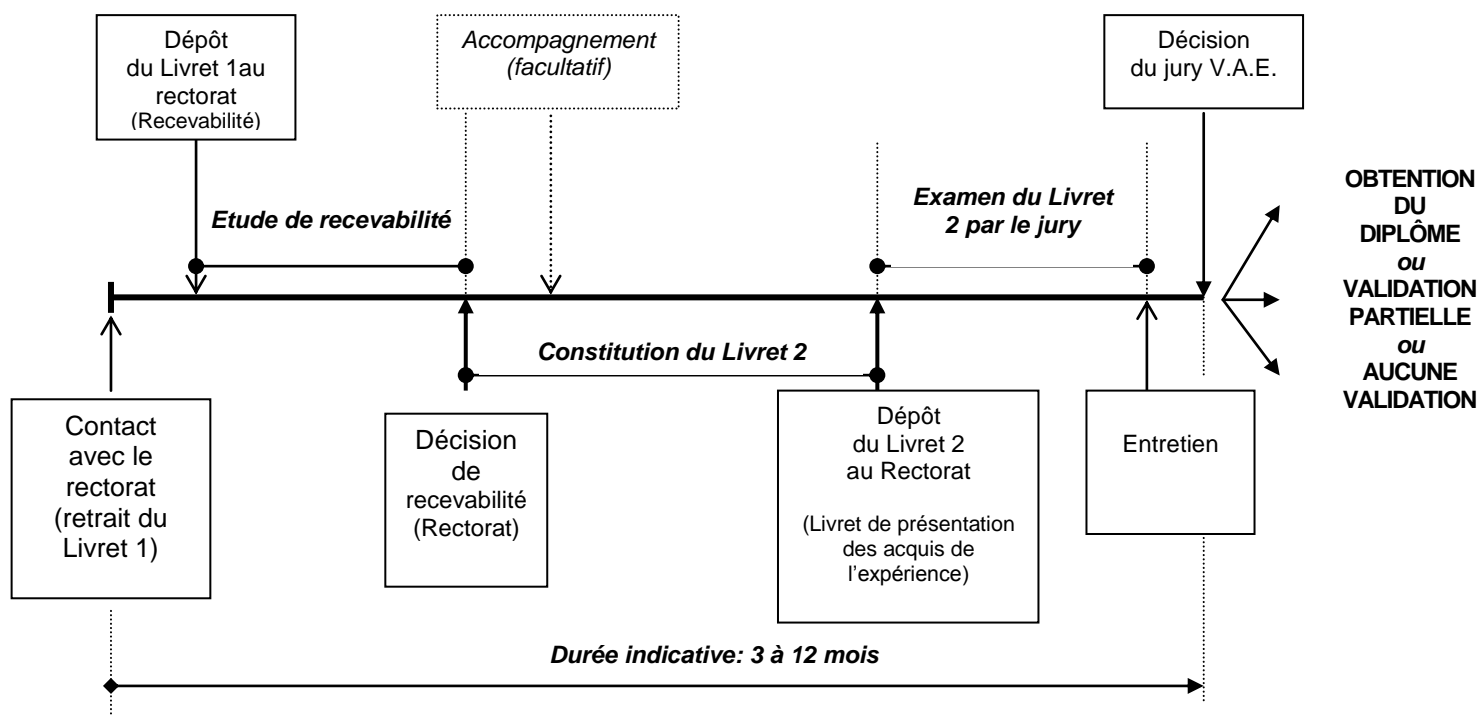 Dépôt
du Livret 1au
rectorat
(Recevabilité)
Accompagnement
(facultatif)
Décision
du jury V.A.E.
Etude de recevabilité
Examen du Livret
2 par le jury
OBTENTION
DU
DIPLÔME
ou
VALIDATION
PARTIELLE
ou
AUCUNE
VALIDATION
Constitution du Livret 2
Contact
avec le
rectorat
(retrait du
Livret 1)
Décision
de
recevabilité
(Rectorat)
Dépôt
du Livret 2
au Rectorat
(Livret de présentation
des acquis de
l'expérience)
Entretien
Durée indicative: 3 à 12 mois